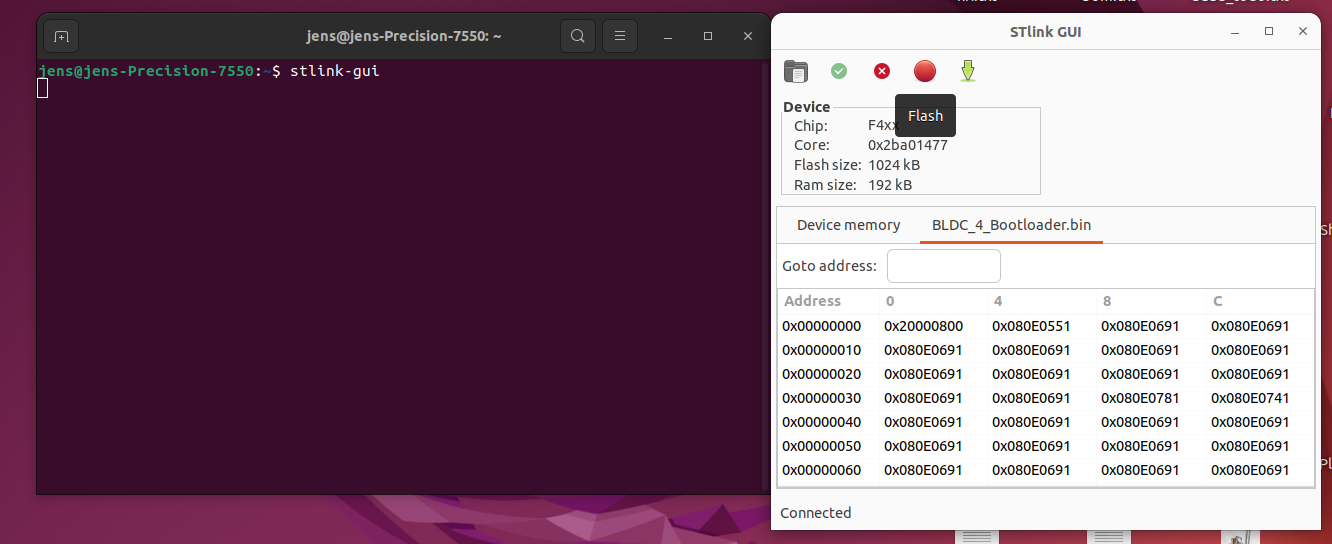 jens@jens-Precision-7550: ~
jens@jens-Precision-7550:~$ stlink-gui
STlink GUI
Flash
Device
Chip: F4xx
Core: 0x2ba01477
Flash size: 1024 kB
Ram size: 192 kB
Device memory BLDC_4_Bootloader.bin
Goto address:
Address 0 4 8 C
0x00000000 0x20000800 0x080E0551 0x080E0691 0x080E0691
0x00000010 0x080E0691 0x080E0691 0x080E0691 0x080E0691
0x00000020 0x080E0691 0x080E0691 0x080E0691 0x080E0691
0x00000030 0x080E0691 0x080E0691 0x080E0781 0x080E0741
0x00000040 0x080E0691 0x080E0691 0x080E0691 0x080E0691
0x00000050 0x080E0691 0x080E0691 0x080E0691 0x080E0691
0x00000060 0x080E0691 0x080E0691 0x080E0691 0x080E0691
Connected